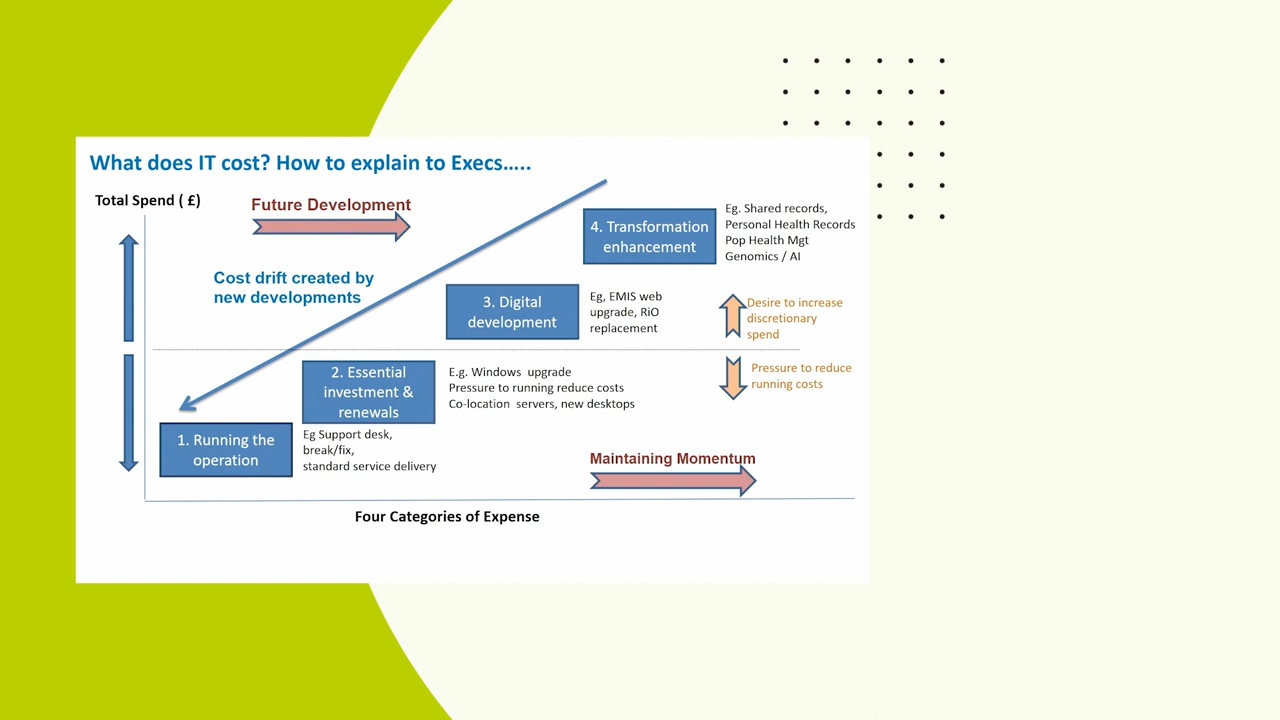 What does IT cost? How to explain to Execs…..
Total Spend ( £)
Future Development
Cost drift created by
new developments
4. Transformation
enhancement
Eg. Shared records,
Personal Health Records
Pop Health Mgt
Genomics / AI
3. Digital
development
Eg, EMIS web
upgrade, RiO
replacement
Desire to increase
discretionary
spend
2. Essential
investment &
renewals
E.g. Windows upgrade
Pressure to running reduce costs
Co-location servers, new desktops
Pressure to reduce
running costs
1. Running the
operation
Eg Support desk,
break/fix,
standard service delivery
Maintaining Momentum
Four Categories of Expense